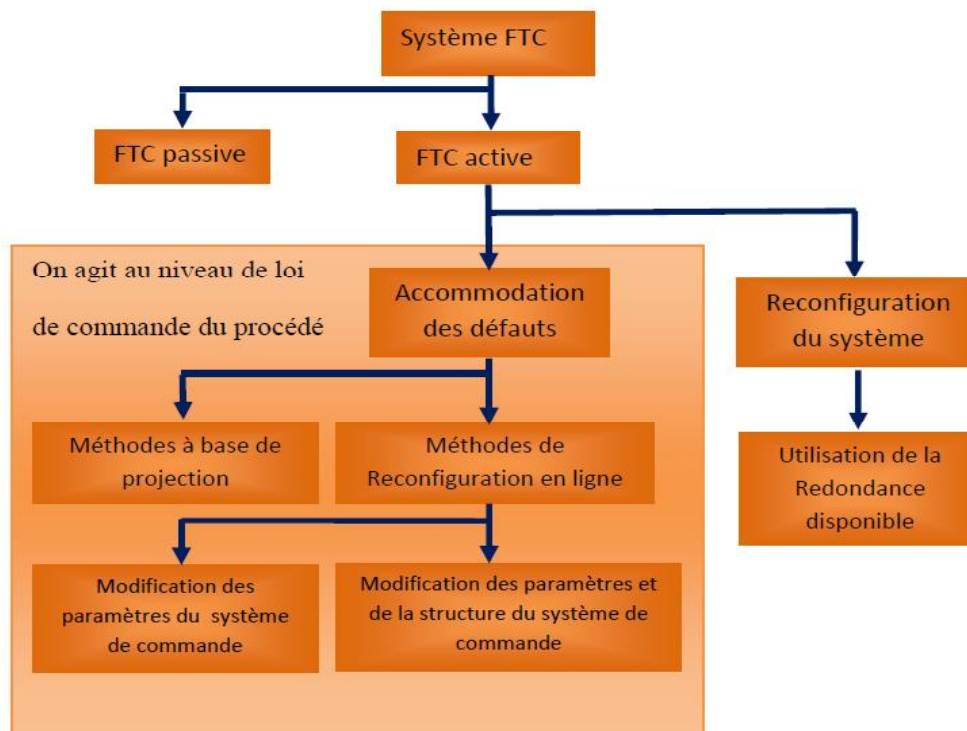 Système FTC
FTC passive
FTC active
On agit au niveau de loi
de commande du procédé
Accommodation
des défauts
Reconfiguration
du système
Méthodes à base de
projection
Méthodes de
Reconfiguration en ligne
Utilisation de la
Redondance
disponible
Modification des
paramètres du système
de commande
Modification des paramètres et
de la structure du système de
commande